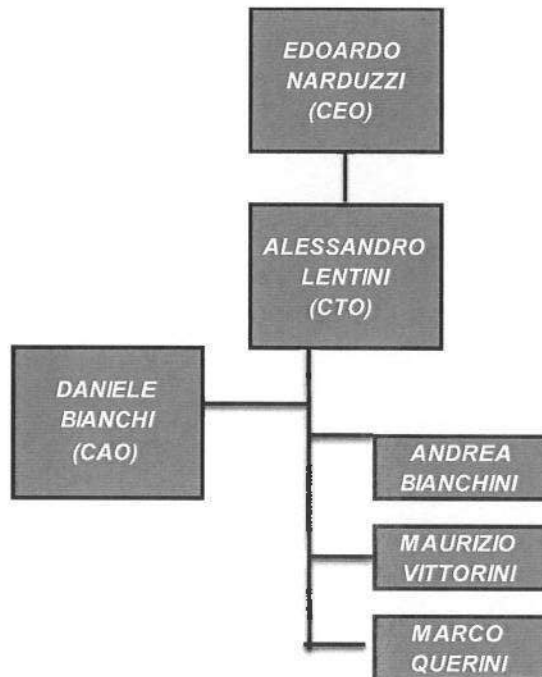 EDOARDO
NARDUZZI
(CEO)
ALESSANDRO
LENTINI
(CTO)
DANIELE
BIANCHI
(CAO)
ANDREA
BIANCHINI
MAURIZIO
VITTORINI
MARCO
QUERINI